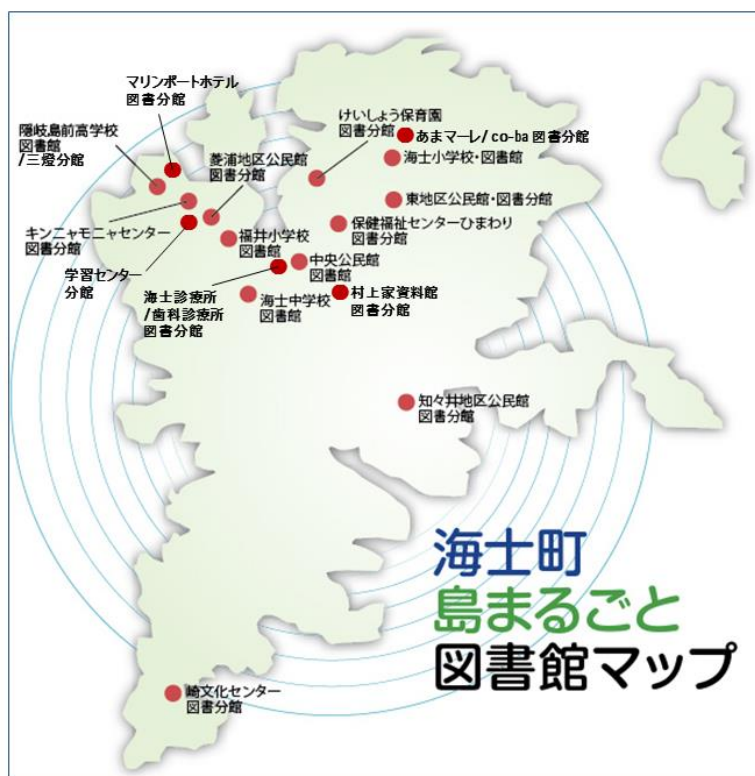 マリンポートホテル
図書分館
隠岐島前高学校
図書館
/三燈分館
菱浦地区公民館
図書分館
けいしょう保育園
図書分館
あまマーレ/ co-ba 図書分館
海士小学校・図書館
東地区公民館・図書分館
キンニャモニャセンター
図書分館
福井小学校
図書館
保健福祉センターひまわり
図書分館
学習センター
分館
海士診療所
/歯科診療所
図書分館
中央公民館
図書館
海士中学校
図書館
村上家資料館
図書分館
知々井地区公民館
図書分館
海士町
島まるごと
図書館マップ
崎文化センター
図書分館